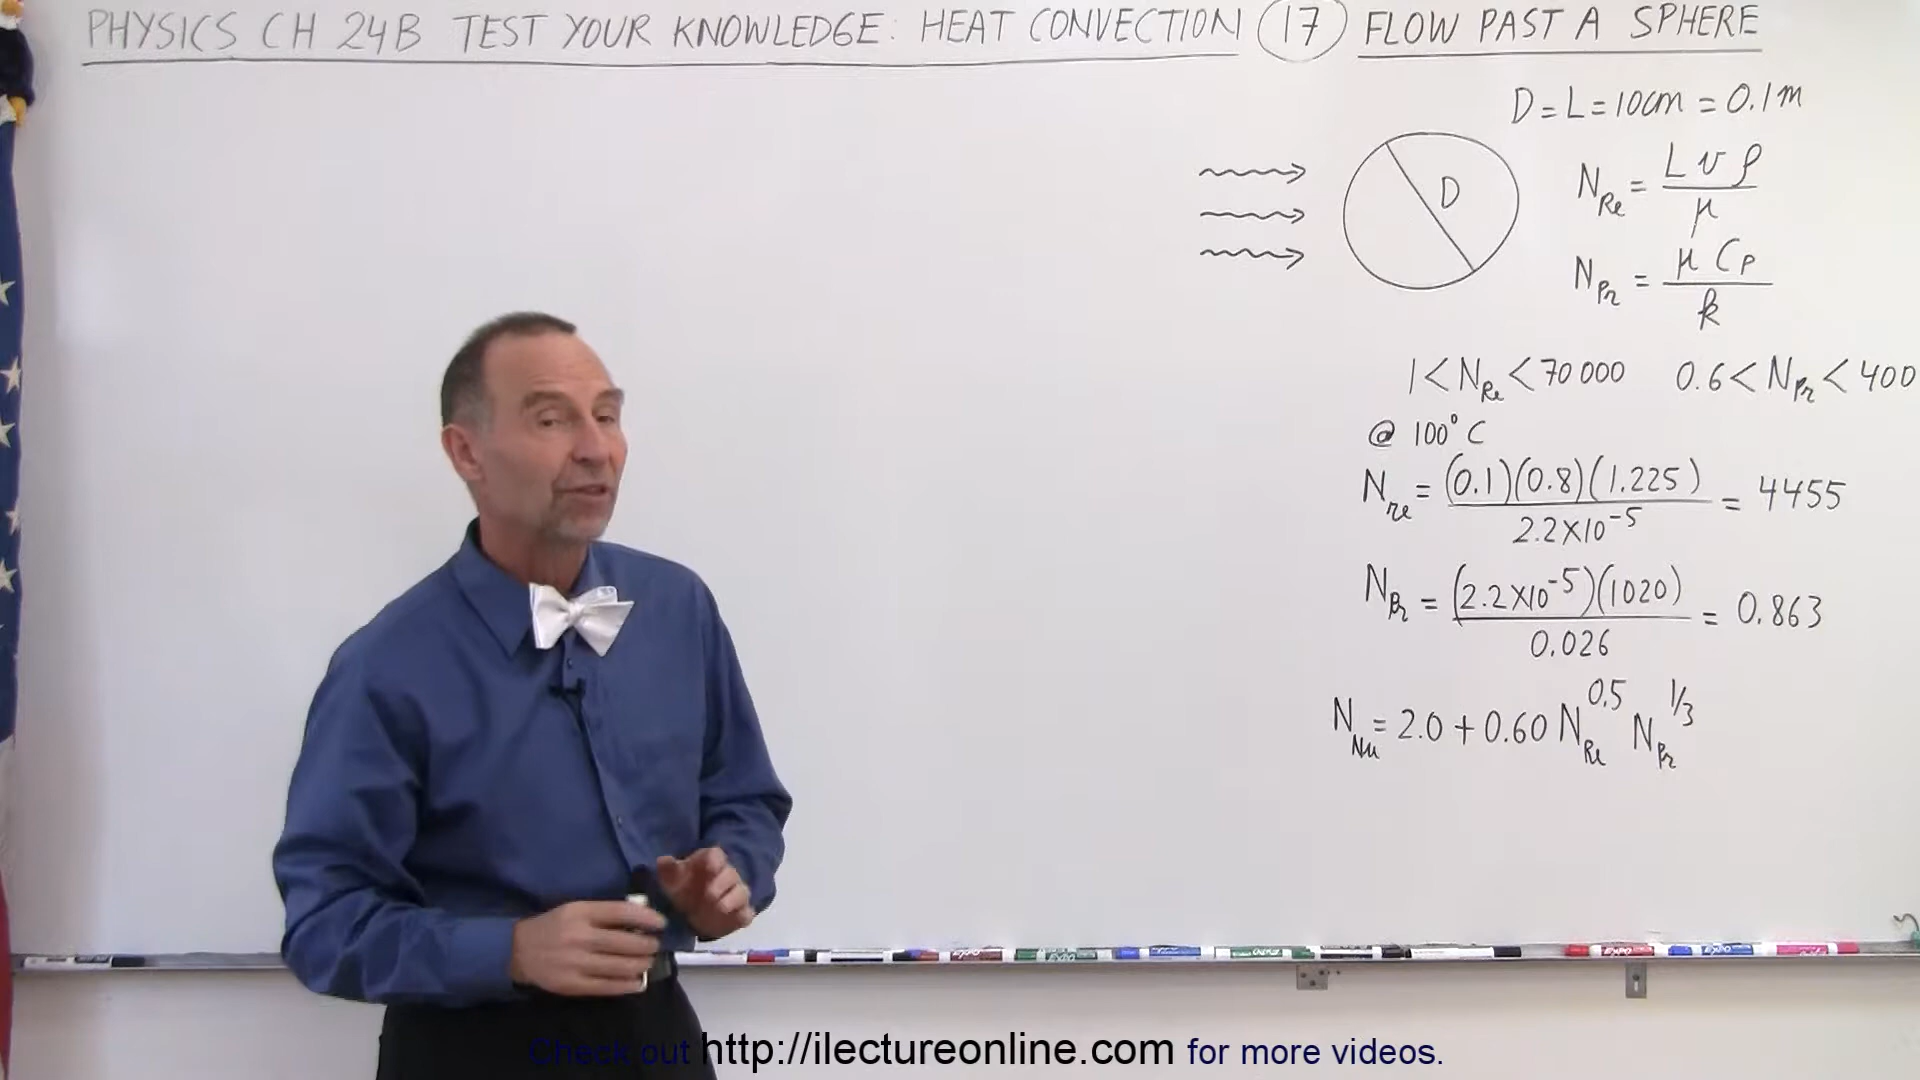 PHYSICS CH 24B TEST YOUR KNOWLEDGE: HEAT CONVECTION 17 FLOW PAST A SPHERE
D = L = 10cm = 0.1m
D
N_Re = L v ρ / μ
N_Pr = μ Cp / k
1 < N_Re < 70 000 0.6 < N_Pr < 400
@ 100° C
N_re = (0.1)(0.8)(1.225) / 2.2×10^-5 = 4455
N_Pr = (2.2×10^-5)(1020) / 0.026 = 0.863
N_Nu = 2.0 + 0.60 N_Re^0.5 N_Pr^1/3
Check out http://ilectureonline.com for more videos.